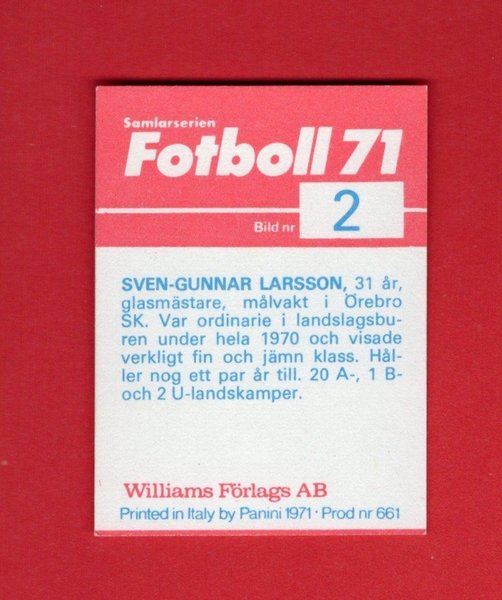 Samlarserien
Fotboll 71
Bild nr 2
SVEN-GUNNAR LARSSON, 31 år,
glasmästare, målvakt i Örebro
SK. Var ordinarie i landslagsbu-
ren under hela 1970 och visade
verkligt fin och jämn klass. Hål-
ler nog ett par år till. 20 A-, 1 B-
och 2 U-landskamper.
Williams Förlags AB
Printed in Italy by Panini 1971 · Prod nr 661